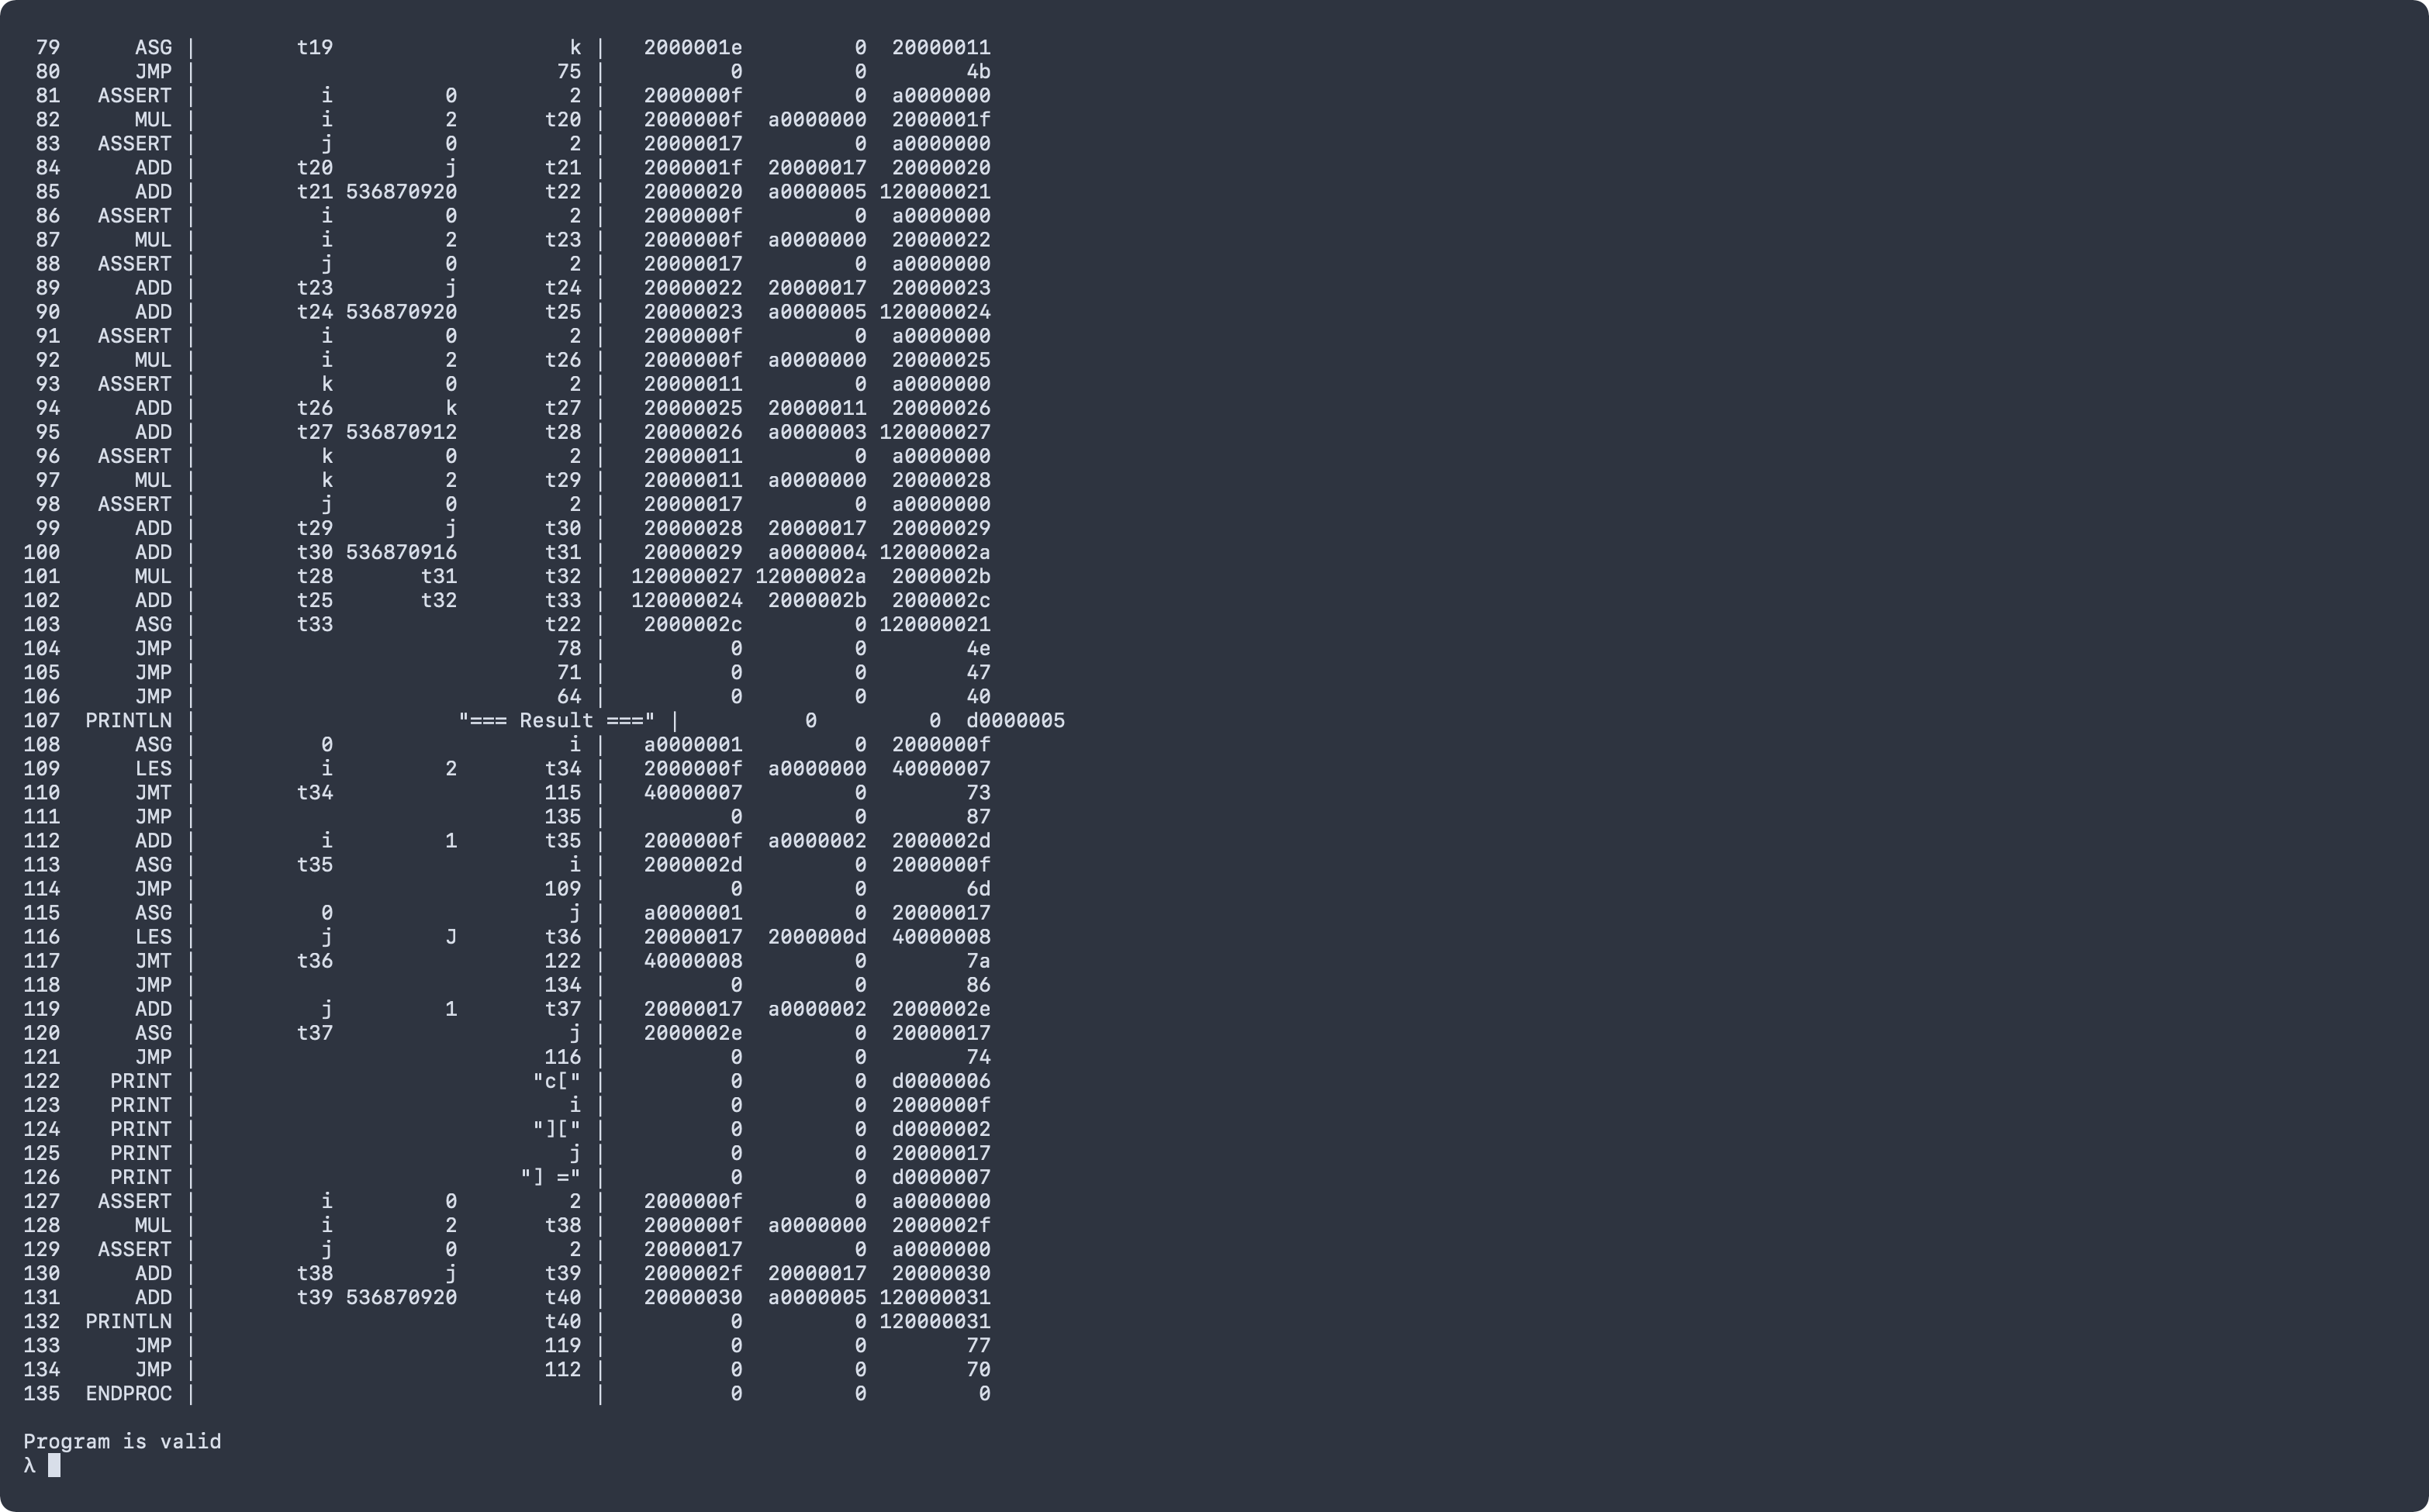 79 ASG | t19 k | 2000001e 0 20000011
80 JMP | 75 | 0 0 4b
81 ASSERT | i 0 2 | 2000000f 0 a0000000
82 MUL | i 2 t20 | 2000000f a0000000 2000001f
83 ASSERT | j 0 2 | 20000017 0 a0000000
84 ADD | t20 j t21 | 2000001f 20000017 20000020
85 ADD | t21 536870920 t22 | 20000020 a0000005 120000021
86 ASSERT | i 0 2 | 2000000f 0 a0000000
87 MUL | i 2 t23 | 2000000f a0000000 20000022
88 ASSERT | j 0 2 | 20000017 0 a0000000
89 ADD | t23 j t24 | 20000022 20000017 20000023
90 ADD | t24 536870920 t25 | 20000023 a0000005 120000024
91 ASSERT | i 0 2 | 2000000f 0 a0000000
92 MUL | i 2 t26 | 2000000f a0000000 20000025
93 ASSERT | k 0 2 | 20000011 0 a0000000
94 ADD | t26 k t27 | 20000025 20000011 20000026
95 ADD | t27 536870912 t28 | 20000026 a0000003 120000027
96 ASSERT | k 0 2 | 20000011 0 a0000000
97 MUL | k 2 t29 | 20000011 a0000000 20000028
98 ASSERT | j 0 2 | 20000017 0 a0000000
99 ADD | t29 j t30 | 20000028 20000017 20000029
100 ADD | t30 536870916 t31 | 20000029 a0000004 12000002a
101 MUL | t28 t31 t32 | 120000027 12000002a 2000002b
102 ADD | t25 t32 t33 | 120000024 2000002b 2000002c
103 ASG | t33 t22 | 2000002c 0 120000021
104 JMP | 78 | 0 0 4e
105 JMP | 71 | 0 0 47
106 JMP | 64 | 0 0 40
107 PRINTLN | "=== Result ===" | 0 0 d0000005
108 ASG | 0 i | a0000001 0 2000000f
109 LES | i 2 t34 | 2000000f a0000000 40000007
110 JMT | t34 115 | 40000007 0 73
111 JMP | 135 | 0 0 87
112 ADD | i 1 t35 | 2000000f a0000002 2000002d
113 ASG | t35 i | 2000002d 0 2000000f
114 JMP | 109 | 0 0 6d
115 ASG | 0 j | a0000001 0 20000017
116 LES | j J t36 | 20000017 2000000d 40000008
117 JMT | t36 122 | 40000008 0 7a
118 JMP | 134 | 0 0 86
119 ADD | j 1 t37 | 20000017 a0000002 2000002e
120 ASG | t37 j | 2000002e 0 20000017
121 JMP | 116 | 0 0 74
122 PRINT | "c[" | 0 0 d0000006
123 PRINT | i | 0 0 2000000f
124 PRINT | "][" | 0 0 d0000002
125 PRINT | j | 0 0 20000017
126 PRINT | "] =" | 0 0 d0000007
127 ASSERT | i 0 2 | 2000000f 0 a0000000
128 MUL | i 2 t38 | 2000000f a0000000 2000002f
129 ASSERT | j 0 2 | 20000017 0 a0000000
130 ADD | t38 j t39 | 2000002f 20000017 20000030
131 ADD | t39 536870920 t40 | 20000030 a0000005 120000031
132 PRINTLN | t40 | 0 0 120000031
133 JMP | 119 | 0 0 77
134 JMP | 112 | 0 0 70
135 ENDPROC | | 0 0 0
Program is valid
λ